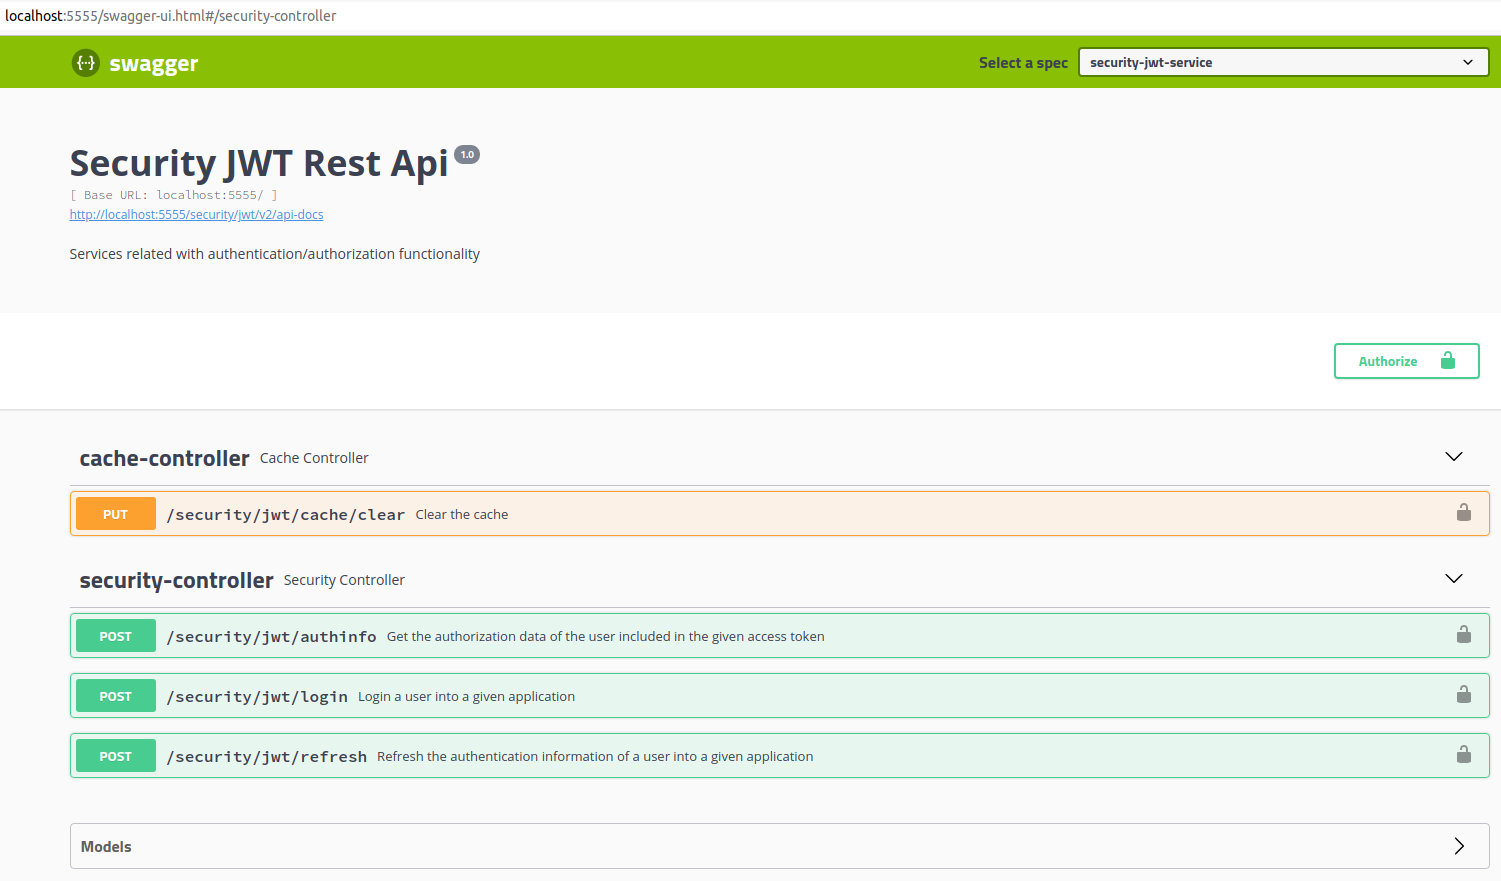 localhost:5555/swagger-ui.html#/security-controller
{··} swagger Select a spec security-jwt-service
Security JWT Rest Api 1.0
[ Base URL: localhost:5555/ ]
http://localhost:5555/security/jwt/v2/api-docs
Services related with authentication/authorization functionality
Authorize
cache-controller Cache Controller
PUT /security/jwt/cache/clear Clear the cache
security-controller Security Controller
POST /security/jwt/authinfo Get the authorization data of the user included in the given access token
POST /security/jwt/login Login a user into a given application
POST /security/jwt/refresh Refresh the authentication information of a user into a given application
Models